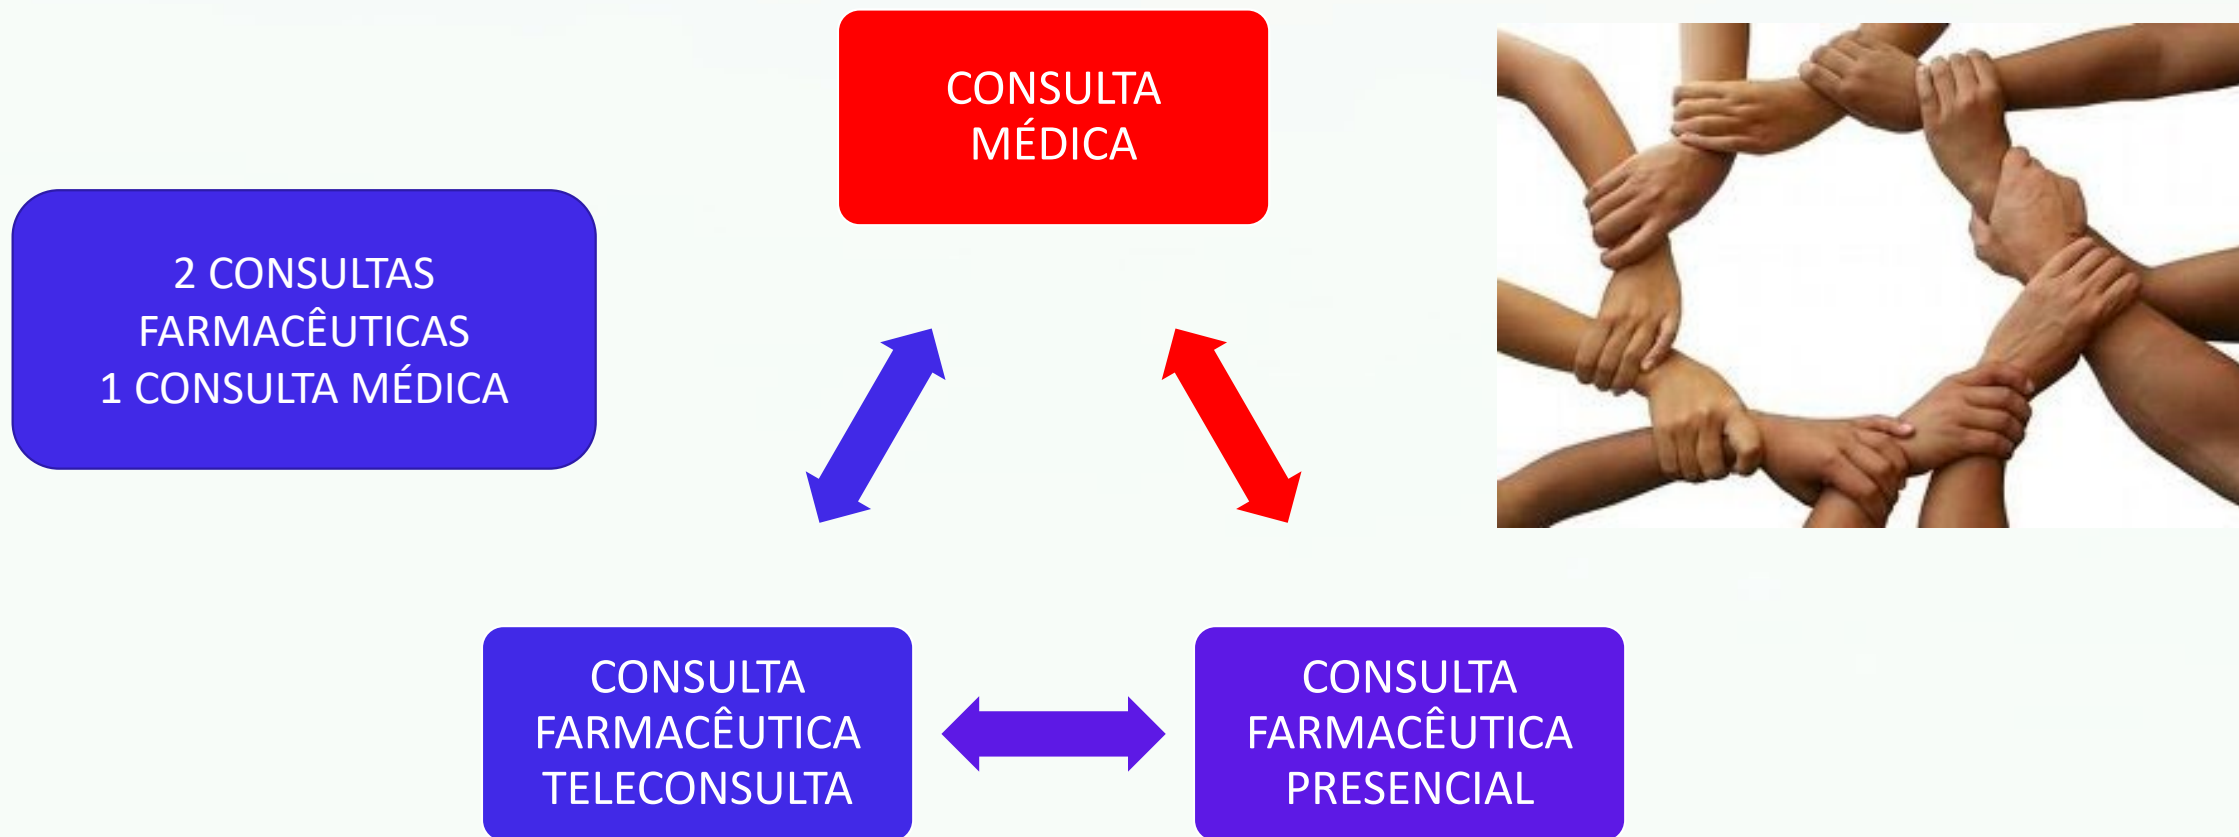 CONSULTA
MÉDICA
2 CONSULTAS
FARMACÊUTICAS
1 CONSULTA MÉDICA
CONSULTA
FARMACÊUTICA
TELECONSULTA
CONSULTA
FARMACÊUTICA
PRESENCIAL